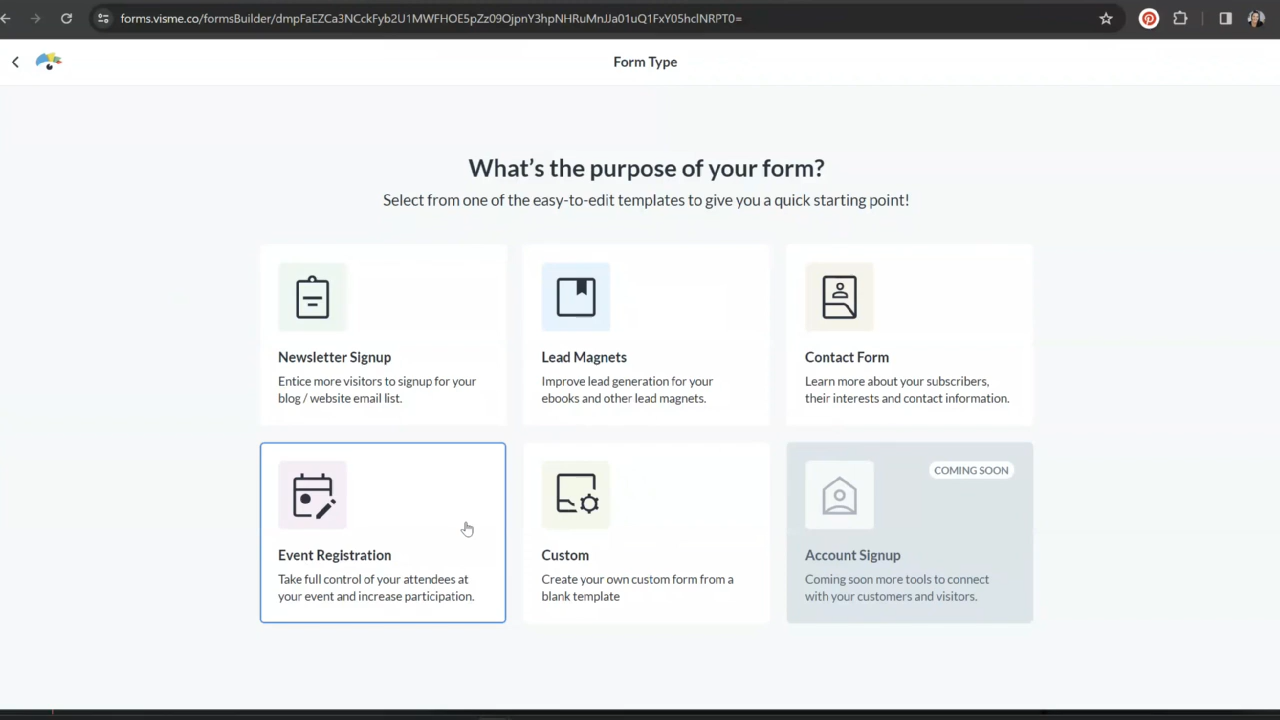 forms.visme.co/formsBuilder/dmpFaEZCa3NCckFyb2U1MWFHOE5pZz09OjpnY3hpNHRuMnJJa01uQ1FxY05hclNRPT0=
Form Type
What's the purpose of your form?
Select from one of the easy-to-edit templates to give you a quick starting point!
Newsletter Signup
Entice more visitors to signup for your
blog / website email list.
Lead Magnets
Improve lead generation for your
ebooks and other lead magnets.
Contact Form
Learn more about your subscribers,
their interests and contact information.
Event Registration
Take full control of your attendees at
your event and increase participation.
Custom
Create your own custom form from a
blank template
COMING SOON
Account Signup
Coming soon more tools to connect
with your customers and visitors.